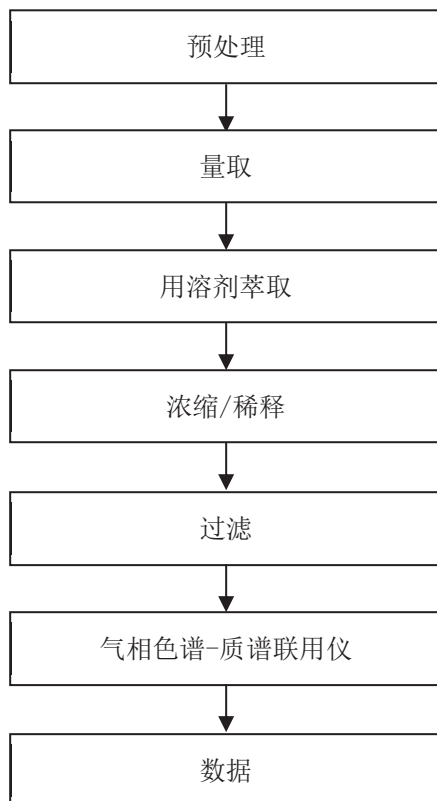 预处理
量取
用溶剂萃取
浓缩/稀释
过滤
气相色谱-质谱联用仪
数据